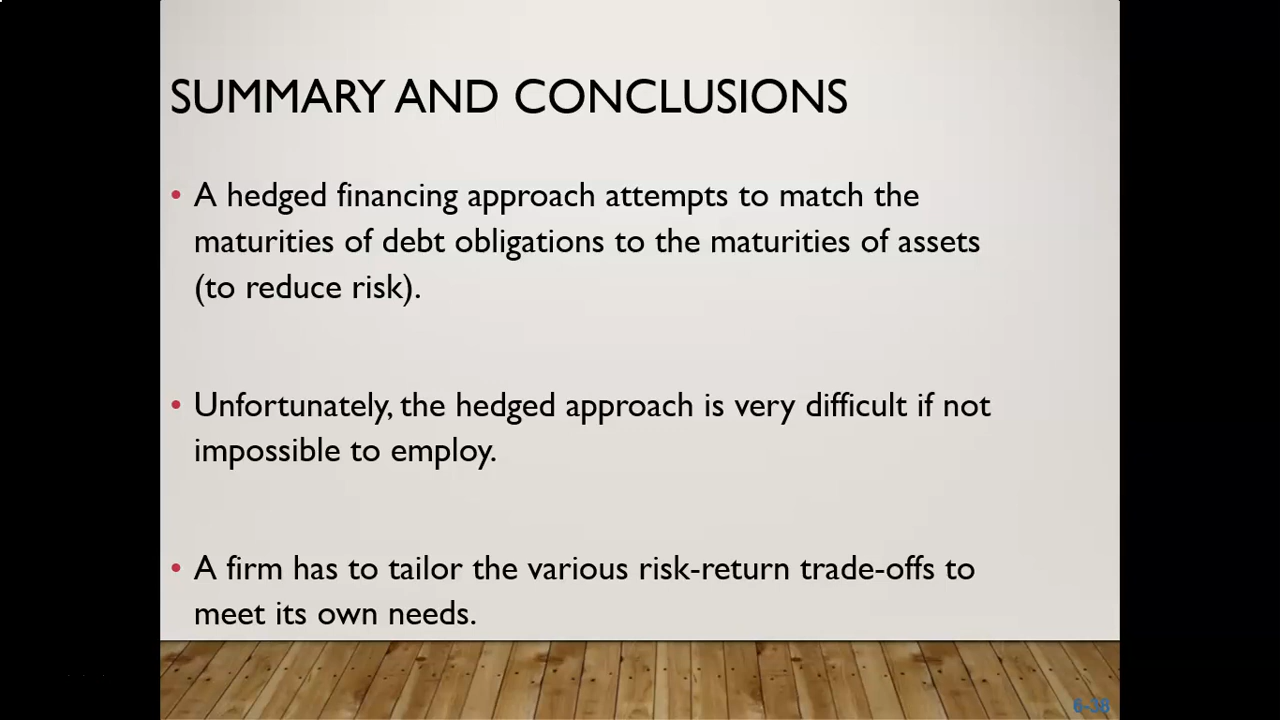 SUMMARY AND CONCLUSIONS
• A hedged financing approach attempts to match the
maturities of debt obligations to the maturities of assets
(to reduce risk).
• Unfortunately, the hedged approach is very difficult if not
impossible to employ.
• A firm has to tailor the various risk-return trade-offs to
meet its own needs.
6-38